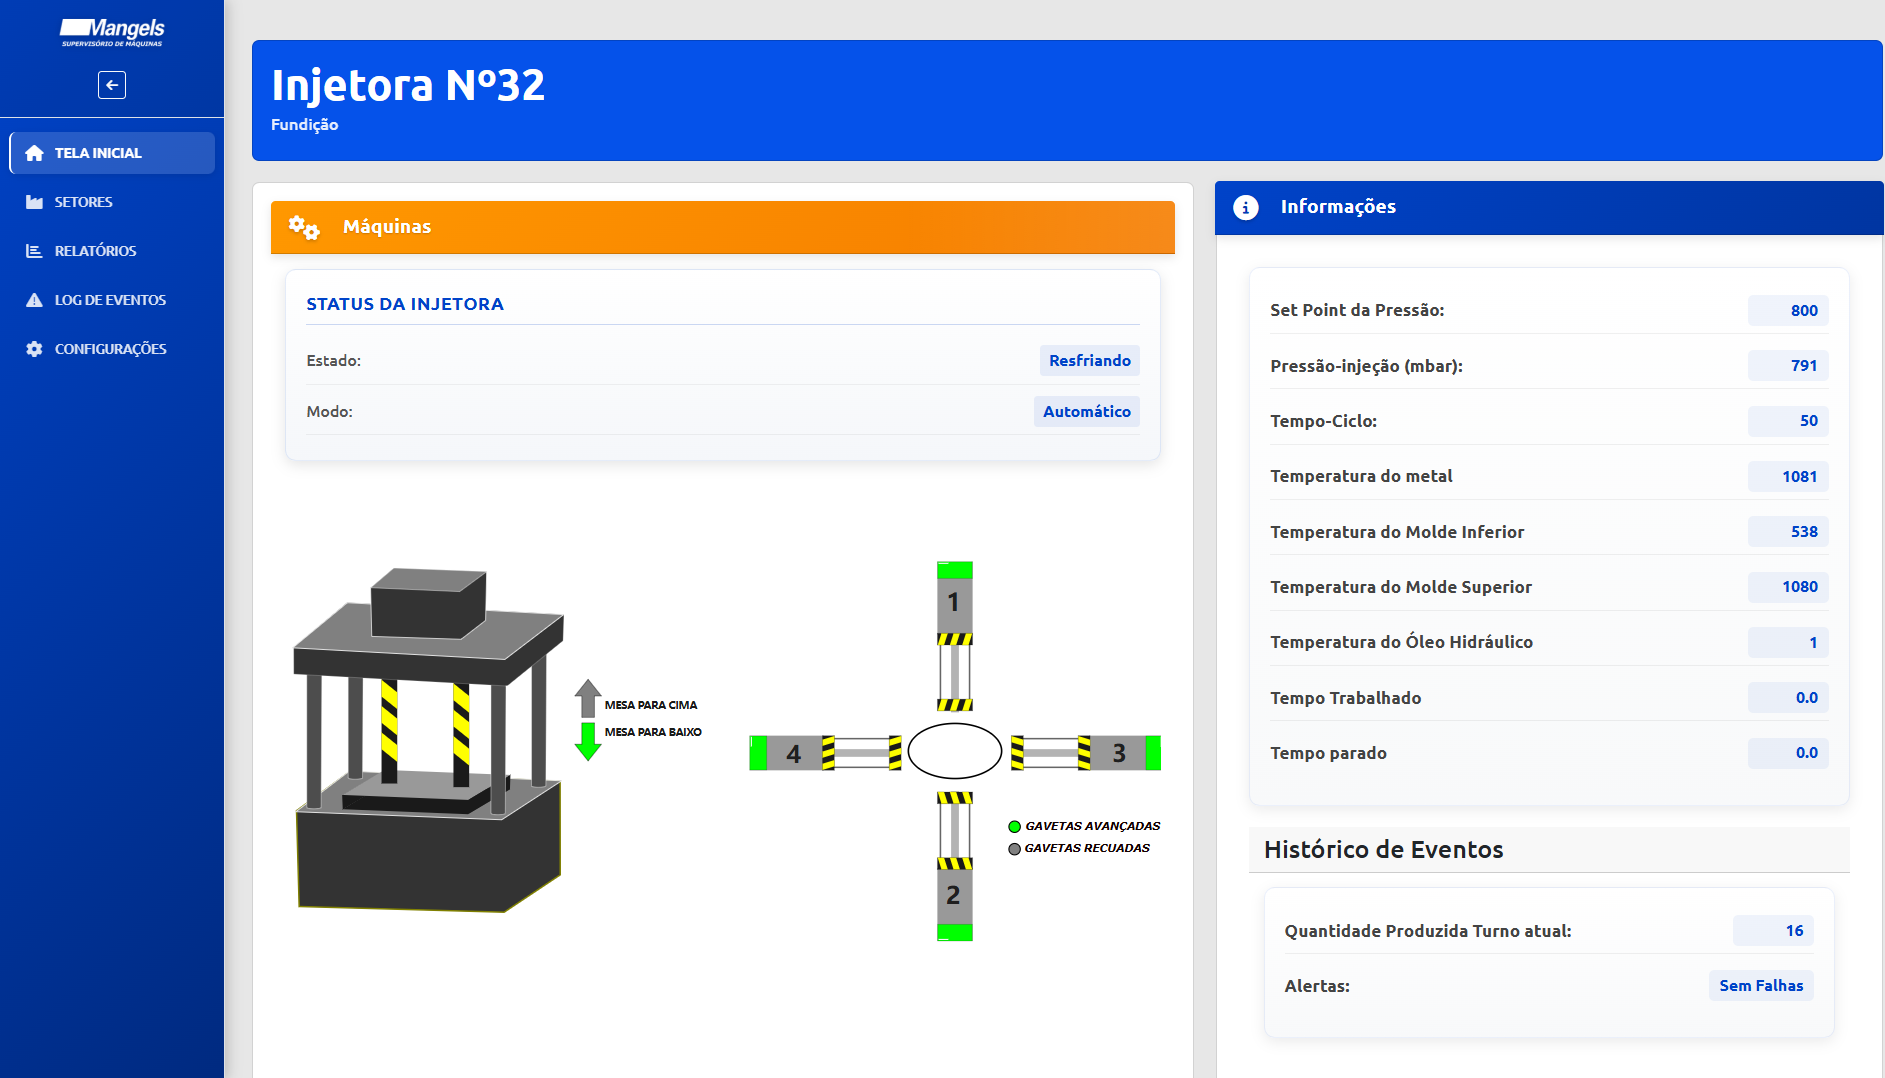 Mangels
SUPERVISÓRIO DE MÁQUINAS
TELA INICIAL
SETORES
RELATÓRIOS
LOG DE EVENTOS
CONFIGURAÇÕES
Injetora Nº32
Fundição
Máquinas
STATUS DA INJETORA
Estado: Resfriando
Modo: Automático
MESA PARA CIMA
MESA PARA BAIXO
1
4
3
2
GAVETAS AVANÇADAS
GAVETAS RECUADAS
Informações
Set Point da Pressão: 800
Pressão-injeção (mbar): 791
Tempo-Ciclo: 50
Temperatura do metal 1081
Temperatura do Molde Inferior 538
Temperatura do Molde Superior 1080
Temperatura do Óleo Hidráulico 1
Tempo Trabalhado 0.0
Tempo parado 0.0
Histórico de Eventos
Quantidade Produzida Turno atual: 16
Alertas: Sem Falhas